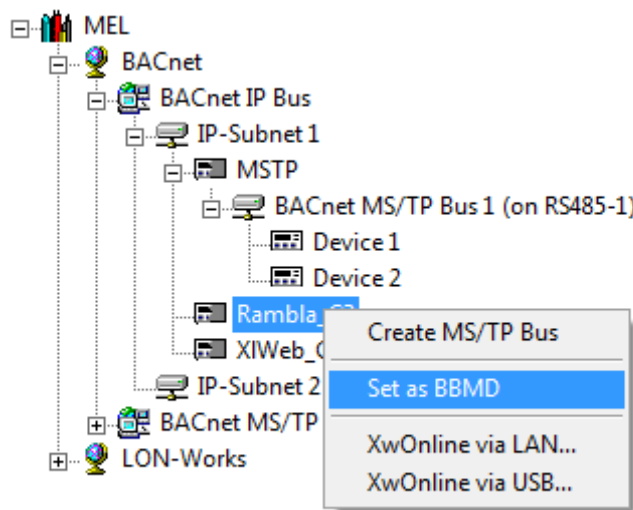 MEL
BACnet
BACnet IP Bus
IP-Subnet 1
MSTP
BACnet MS/TP Bus 1 (on RS485-1)
Device 1
Device 2
Rambla_
XlWeb_
IP-Subnet 2
BACnet MS/TP
LON-Works
Create MS/TP Bus
Set as BBMD
XwOnline via LAN...
XwOnline via USB...